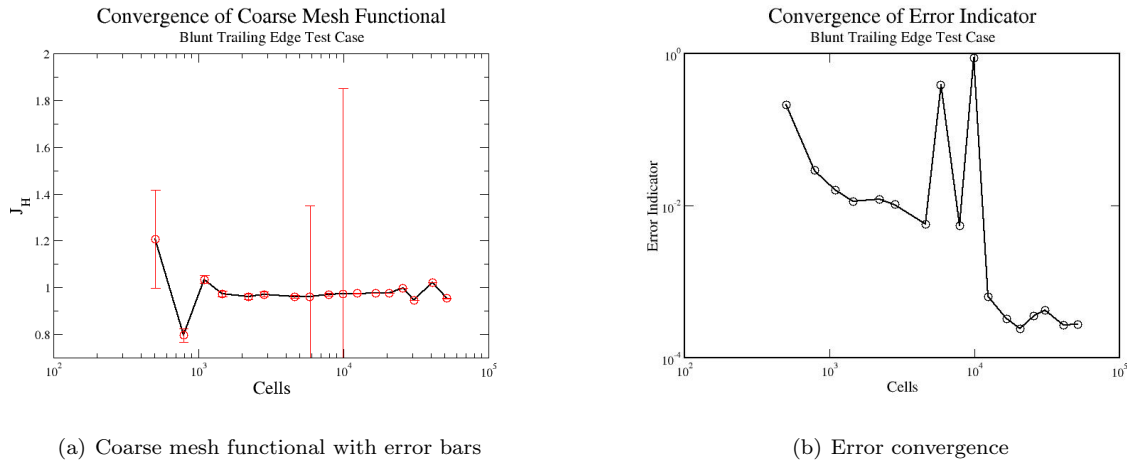 Convergence of Coarse Mesh Functional
Blunt Trailing Edge Test Case
2
1.8
1.6
1.4
1.2
1
0.8
J_H
10^2
10^3
10^4
10^5
Cells
(a) Coarse mesh functional with error bars
Convergence of Error Indicator
Blunt Trailing Edge Test Case
10^0
10^-2
10^-4
Error Indicator
10^2
10^3
10^4
10^5
Cells
(b) Error convergence